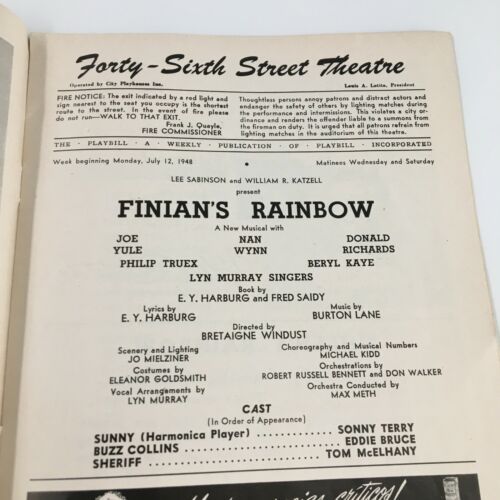 Forty-Sixth Street Theatre
Operated by City Playhouses Inc. Louis A. Lotito, President
FIRE NOTICE: The exit indicated by a red light and
sign nearest to the seat you occupy is the shortest
route to the street. In the event of fire please
do not run—WALK TO THAT EXIT.
Frank J. Quayle,
FIRE COMMISSIONER
Thoughtless persons annoy patrons and distract actors and
endanger the safety of others by lighting matches during
the performance and intermissions. This violates a city or-
dinance and renders the offender liable to a summons from
the fireman on duty. It is urged that all patrons refrain from
lighting matches in the auditorium of this theatre.
THE · PLAYBILL · A · WEEKLY · PUBLICATION · OF · PLAYBILL · INCORPORATED
Week beginning Monday, July 12, 1948 • Matinees Wednesday and Saturday
LEE SABINSON and WILLIAM R. KATZELL
present
FINIAN'S RAINBOW
A New Musical with
JOE NAN DONALD
YULE WYNN RICHARDS
PHILIP TRUEX BERYL KAYE
LYN MURRAY SINGERS
Book by
E. Y. HARBURG and FRED SAIDY
Lyrics by Music by
E. Y. HARBURG BURTON LANE
Directed by
BRETAIGNE WINDUST
Scenery and Lighting Choreography and Musical Numbers
JO MIELZINER MICHAEL KIDD
Costumes by Orchestrations by
ELEANOR GOLDSMITH ROBERT RUSSELL BENNETT and DON WALKER
Vocal Arrangements by Orchestra Conducted by
LYN MURRAY MAX METH
CAST
(In Order of Appearance)
SUNNY (Harmonica Player) ............ SONNY TERRY
BUZZ COLLINS ............ EDDIE BRUCE
SHERIFF ............ TOM McELHANY
critics!